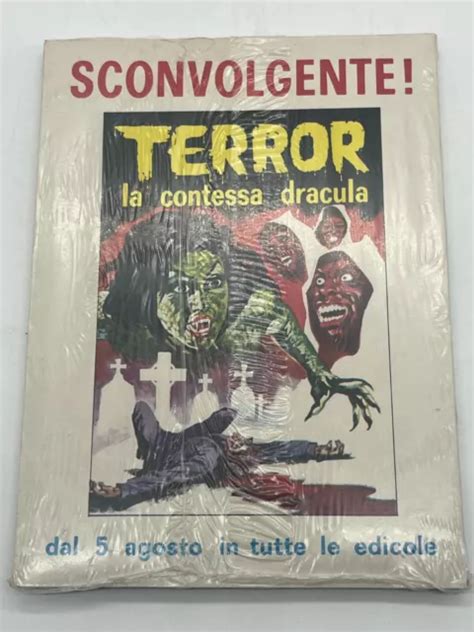 SCONVOLGENTE!
TERROR
la contessa dracula
dal 5 agosto in tutte le edicole